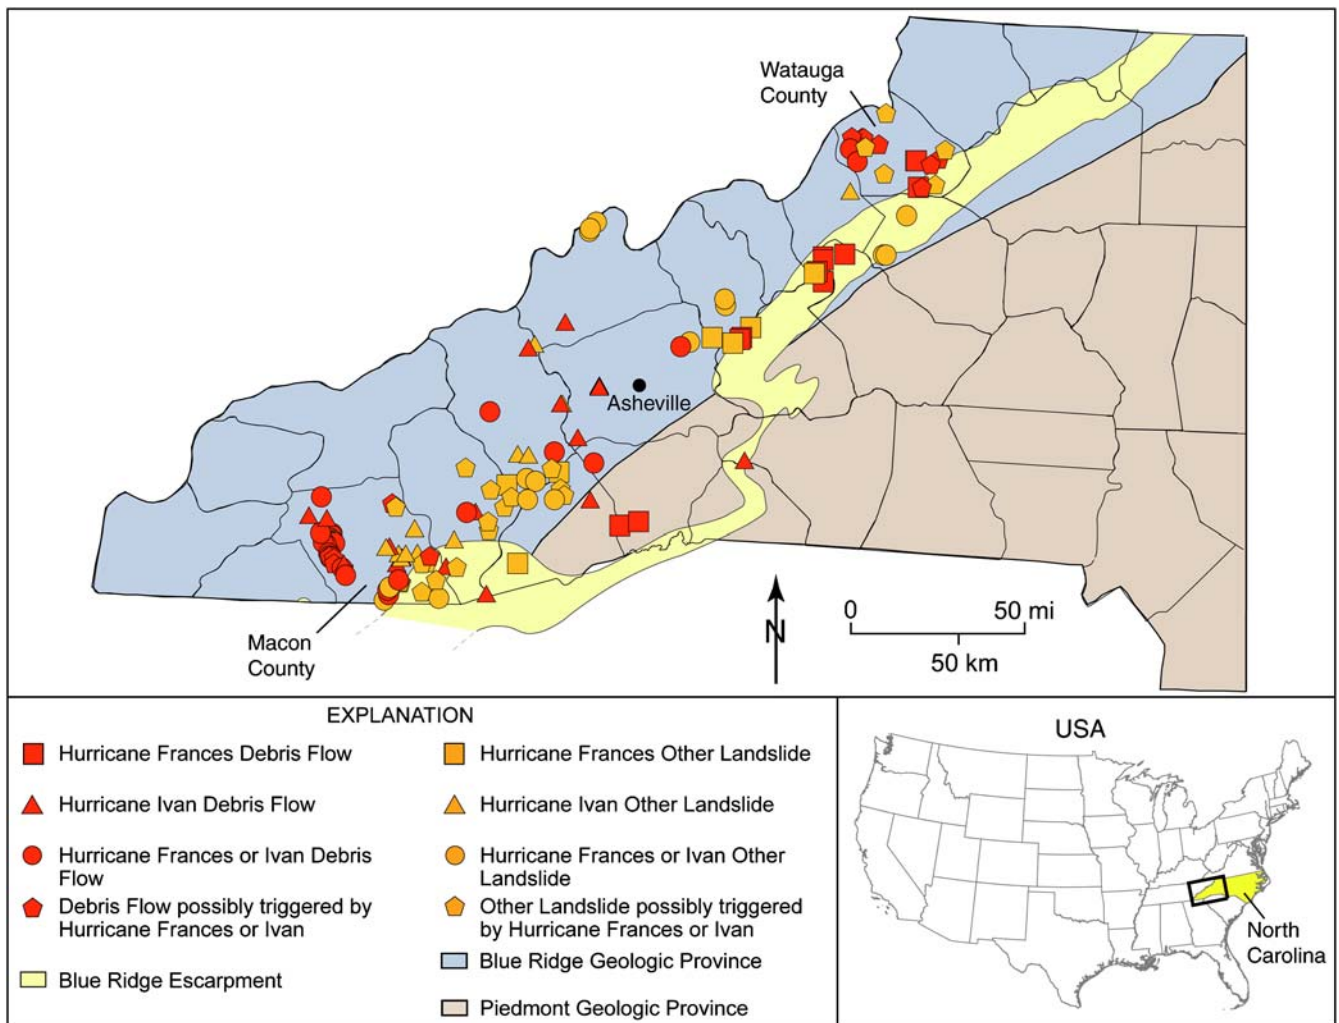 Watauga
County
Asheville
Macon
County
N
0 50 mi
50 km
EXPLANATION
Hurricane Frances Debris Flow
Hurricane Ivan Debris Flow
Hurricane Frances or Ivan Debris
Flow
Debris Flow possibly triggered by
Hurricane Frances or Ivan
Blue Ridge Escarpment
Hurricane Frances Other Landslide
Hurricane Ivan Other Landslide
Hurricane Frances or Ivan Other
Landslide
Other Landslide possibly triggered
by Hurricane Frances or Ivan
Blue Ridge Geologic Province
Piedmont Geologic Province
USA
North
Carolina